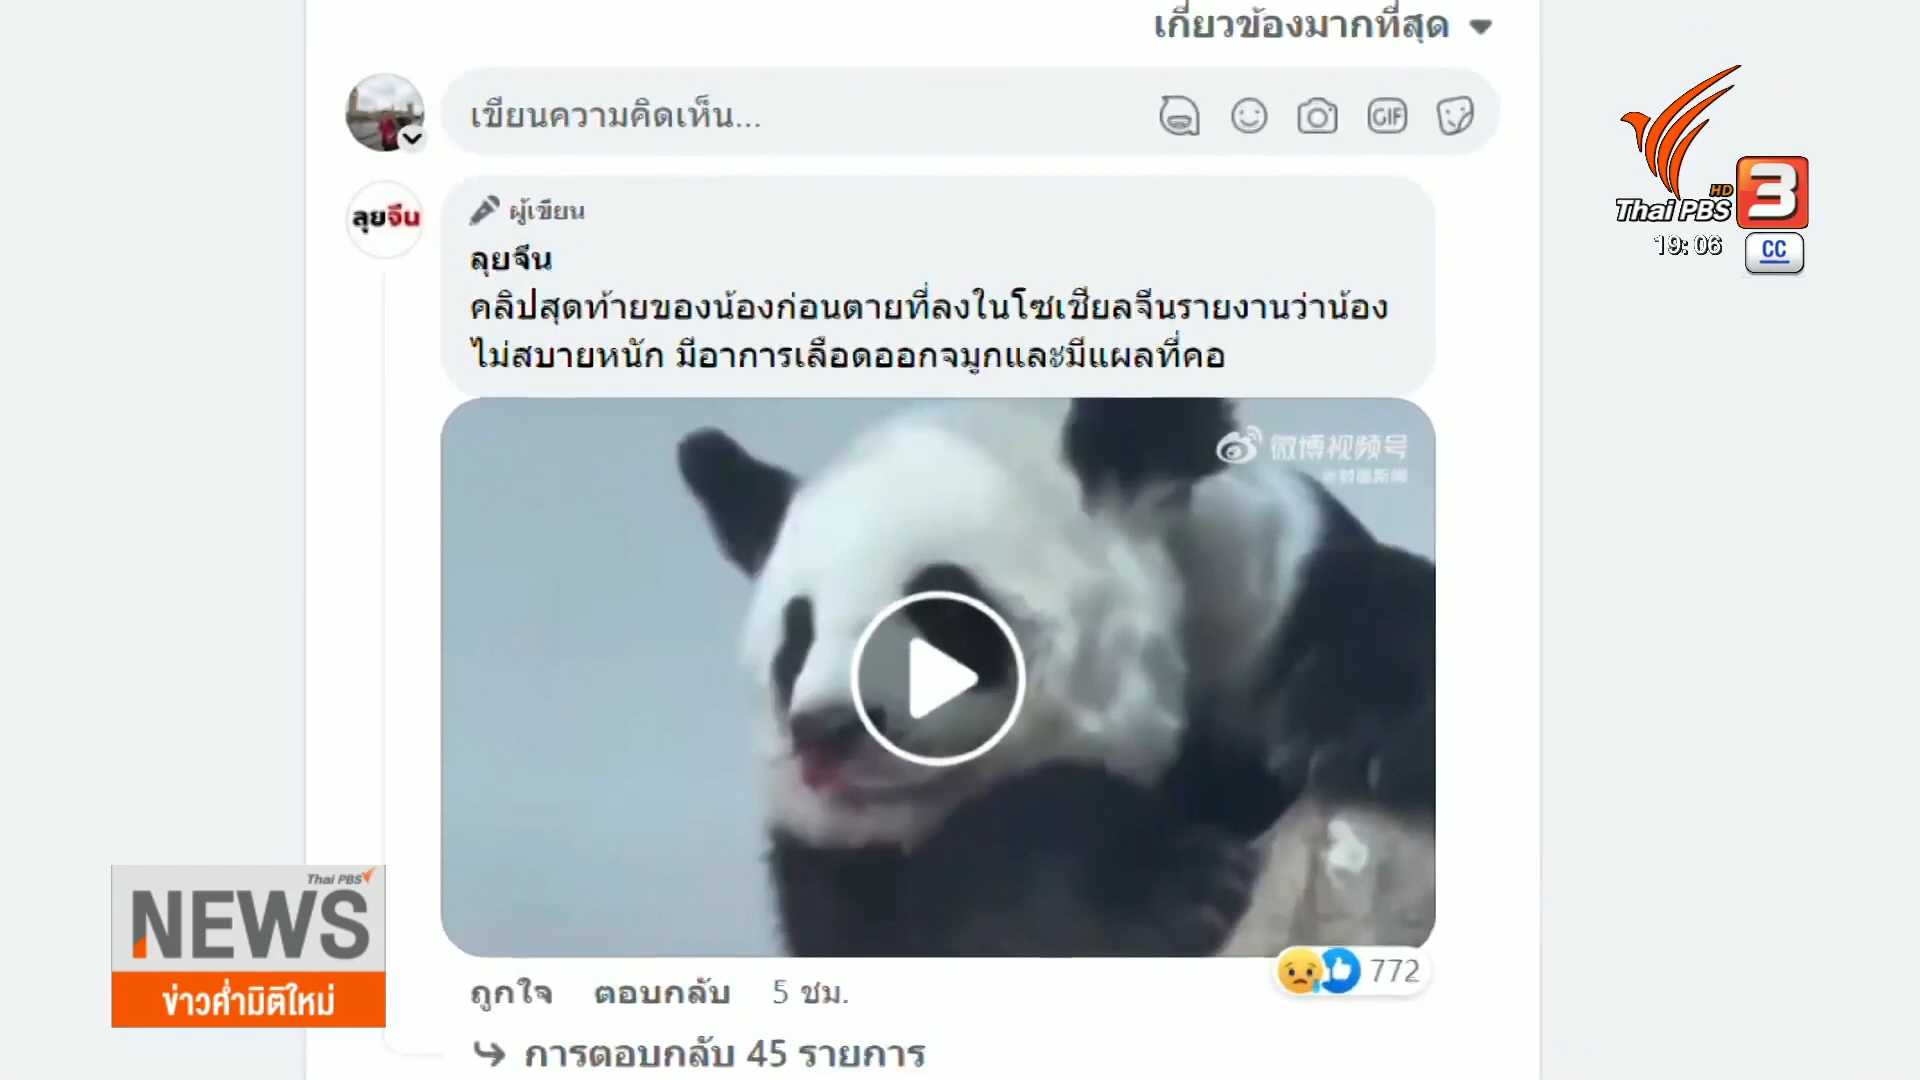 เกี่ยวข้องมากที่สุด
เขียนความคิดเห็น...
GIF
HD
Thai PBS
3
19:06
CC
ลุยจีน
ผู้เขียน
ลุยจีน
คลิปสุดท้ายของน้องก่อนตายที่ลงในโซเชียลจีนรายงานว่าน้อง
ไม่สบายหนัก มีอาการเลือดออกจมูกและมีแผลที่คอ
微博视频号
@封面新闻
Thai PBS
NEWS
ข่าวค่ำมิติใหม่
772
ถูกใจ ตอบกลับ 5 ชม.
การตอบกลับ 45 รายการ